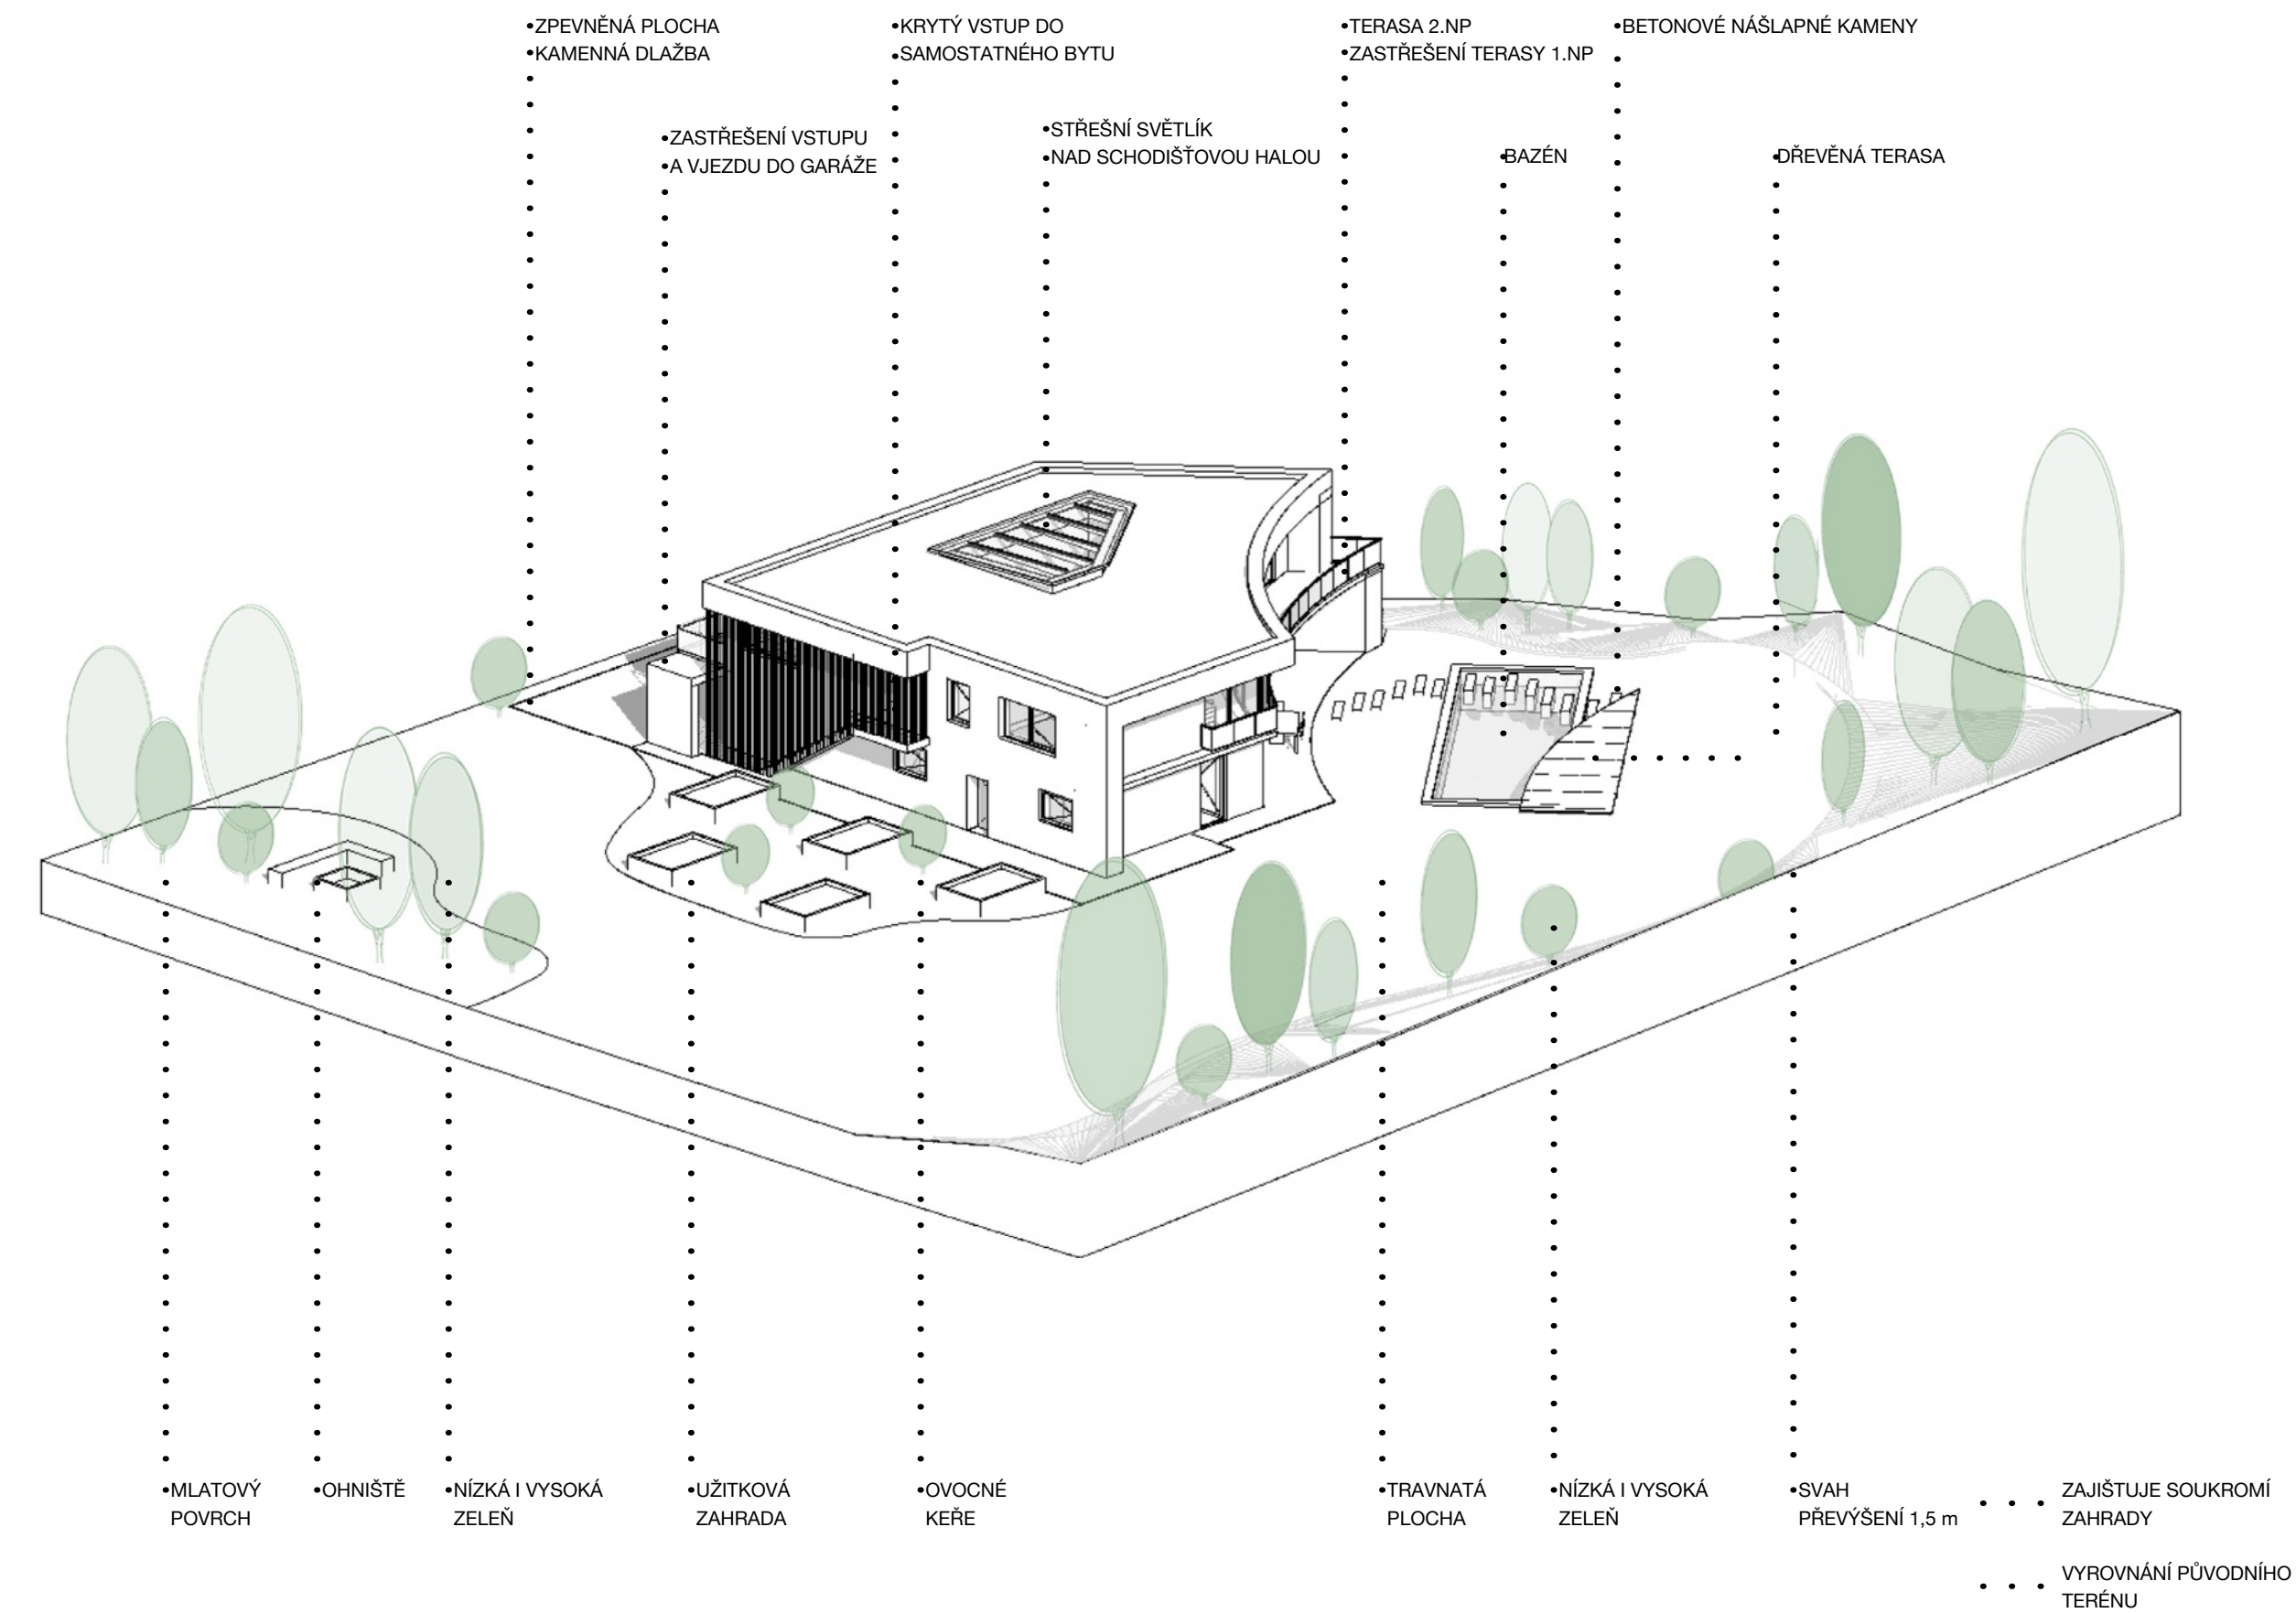 •ZPEVNĚNÁ PLOCHA
•KAMENNÁ DLAŽBA
•KRYTÝ VSTUP DO
•SAMOSTATNÉHO BYTU
•TERASA 2.NP
•ZASTŘEŠENÍ TERASY 1.NP
•BETONOVÉ NÁŠLAPNÉ KAMENY
•ZASTŘEŠENÍ VSTUPU
•A VJEZDU DO GARÁŽE
•STŘEŠNÍ SVĚTLÍK
•NAD SCHODIŠŤOVOU HALOU
•BAZÉN
•DŘEVĚNÁ TERASA
•MLATOVÝ
POVRCH
•OHNIŠTĚ
•NÍZKÁ I VYSOKÁ
ZELEŇ
•UŽITKOVÁ
ZAHRADA
•OVOCNÉ
KEŘE
•TRAVNATÁ
PLOCHA
•NÍZKÁ I VYSOKÁ
ZELEŇ
•SVAH
PŘEVÝŠENÍ 1,5 m
ZAJIŠTUJE SOUKROMÍ
ZAHRADY
VYROVNÁNÍ PŮVODNÍHO
TERÉNU